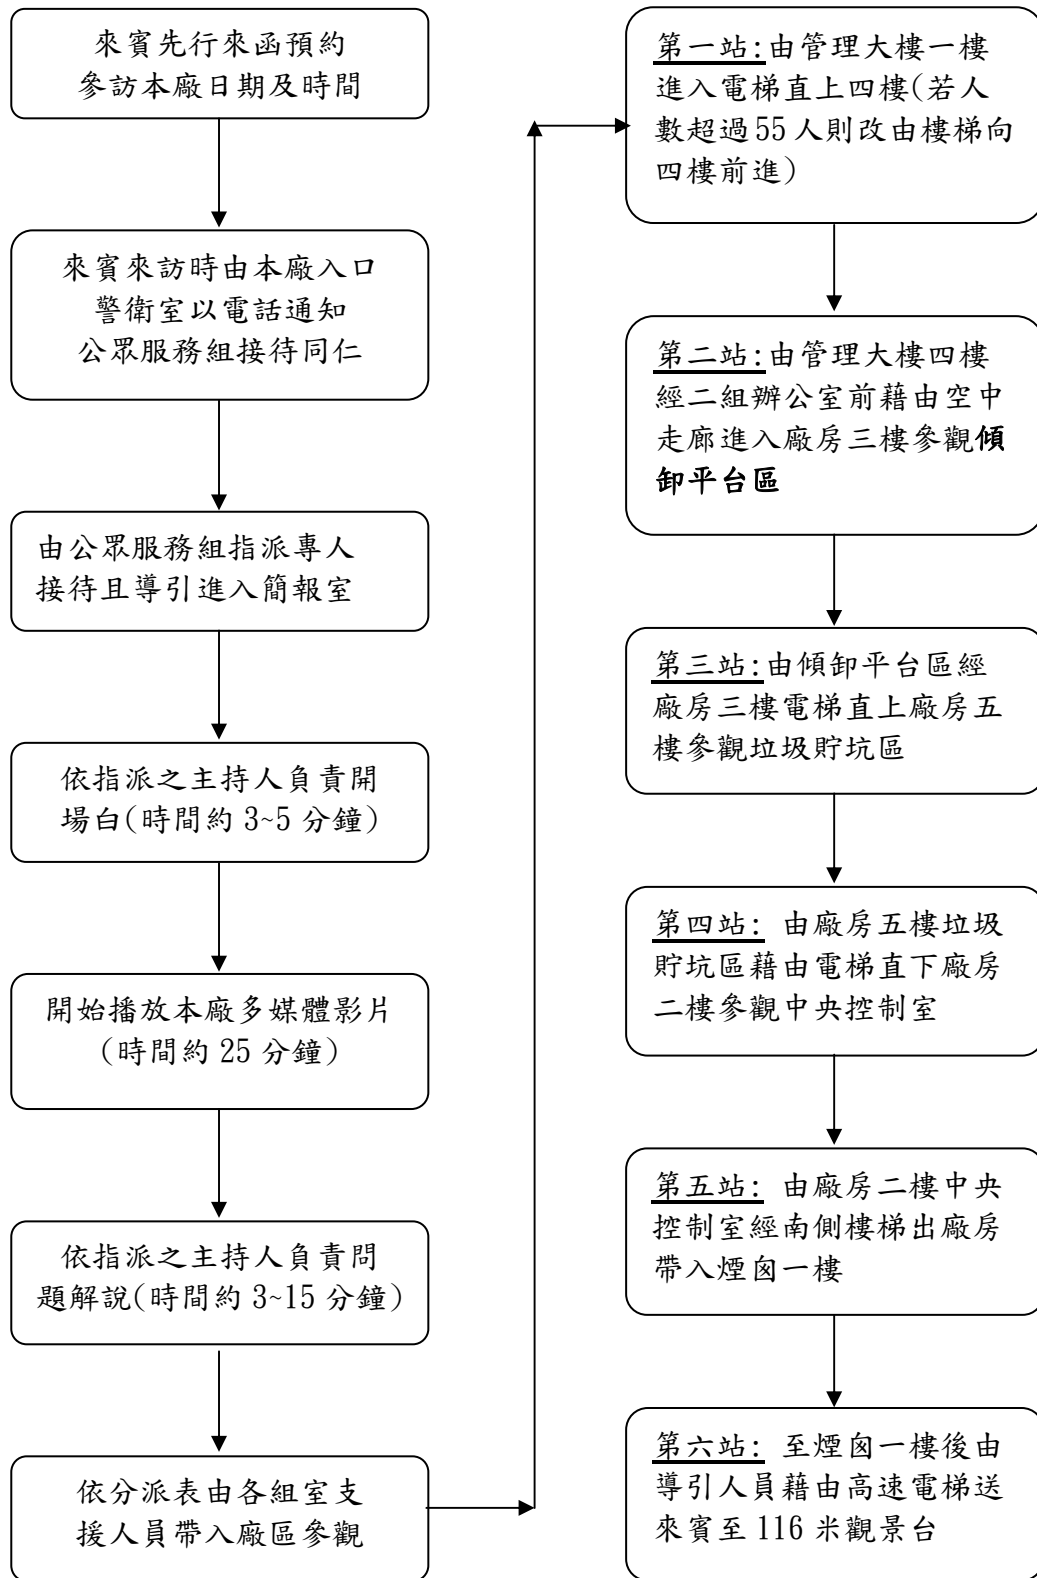 來賓先行來函預約
參訪本廠日期及時間
來賓來訪時由本廠入口
警衛室以電話通知
公眾服務組接待同仁
由公眾服務組指派專人
接待且導引進入簡報室
依指派之主持人負責開
場白(時間約 3~5 分鐘)
開始播放本廠多媒體影片
(時間約 25 分鐘)
依指派之主持人負責問
題解說(時間約 3~15 分鐘)
依分派表由各組室支
援人員帶入廠區參觀
第一站:由管理大樓一樓
進入電梯直上四樓(若人
數超過55人則改由樓梯向
四樓前進)
第二站:由管理大樓四樓
經二組辦公室前藉由空中
走廊進入廠房三樓參觀傾
卸平台區
第三站:由傾卸平台區經
廠房三樓電梯直上廠房五
樓參觀垃圾貯坑區
第四站: 由廠房五樓垃圾
貯坑區藉由電梯直下廠房
二樓參觀中央控制室
第五站: 由廠房二樓中央
控制室經南側樓梯出廠房
帶入煙囪一樓
第六站: 至煙囪一樓後由
導引人員藉由高速電梯送
來賓至 116 米觀景台